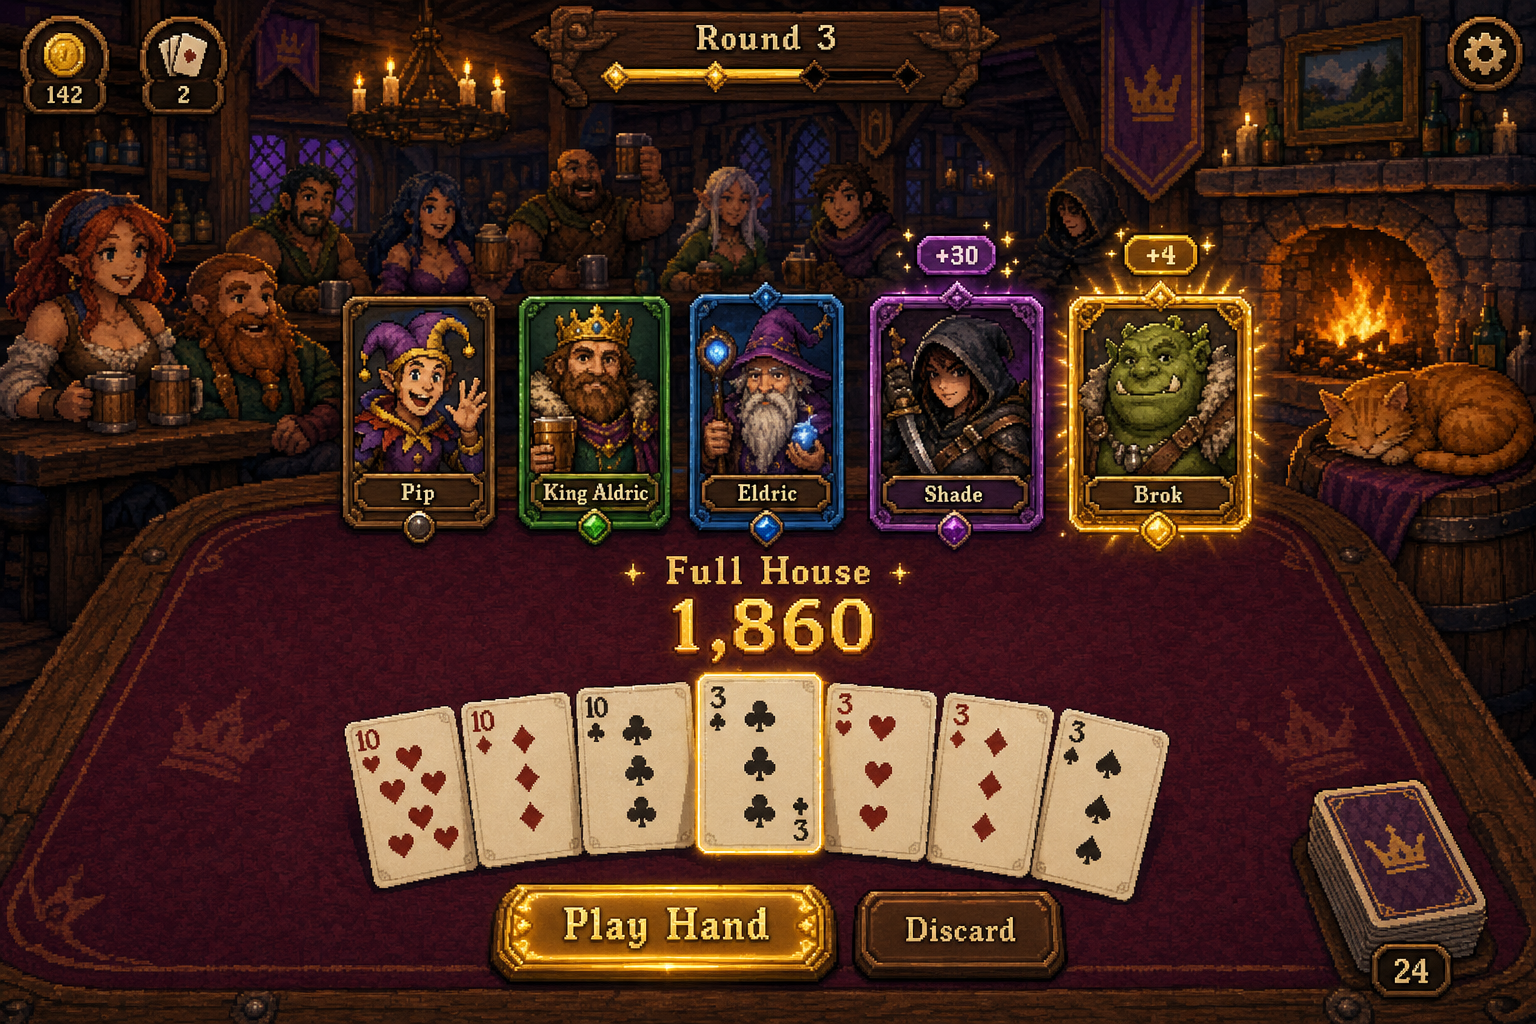 Round 3
142
2
+30
+4
Pip
King Aldric
Eldric
Shade
Brok
Full House
1,860
10
10
10
3
3
3
3
3
Play Hand
Discard
24